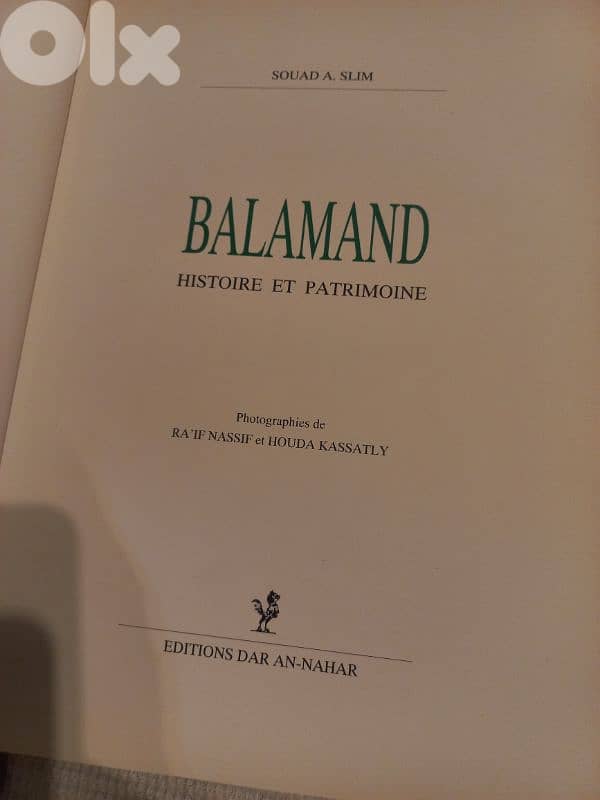 olx
SOUAD A. SLIM
BALAMAND
HISTOIRE ET PATRIMOINE
Photographies de
RA'IF NASSIF et HOUDA KASSATLY
EDITIONS DAR AN-NAHAR